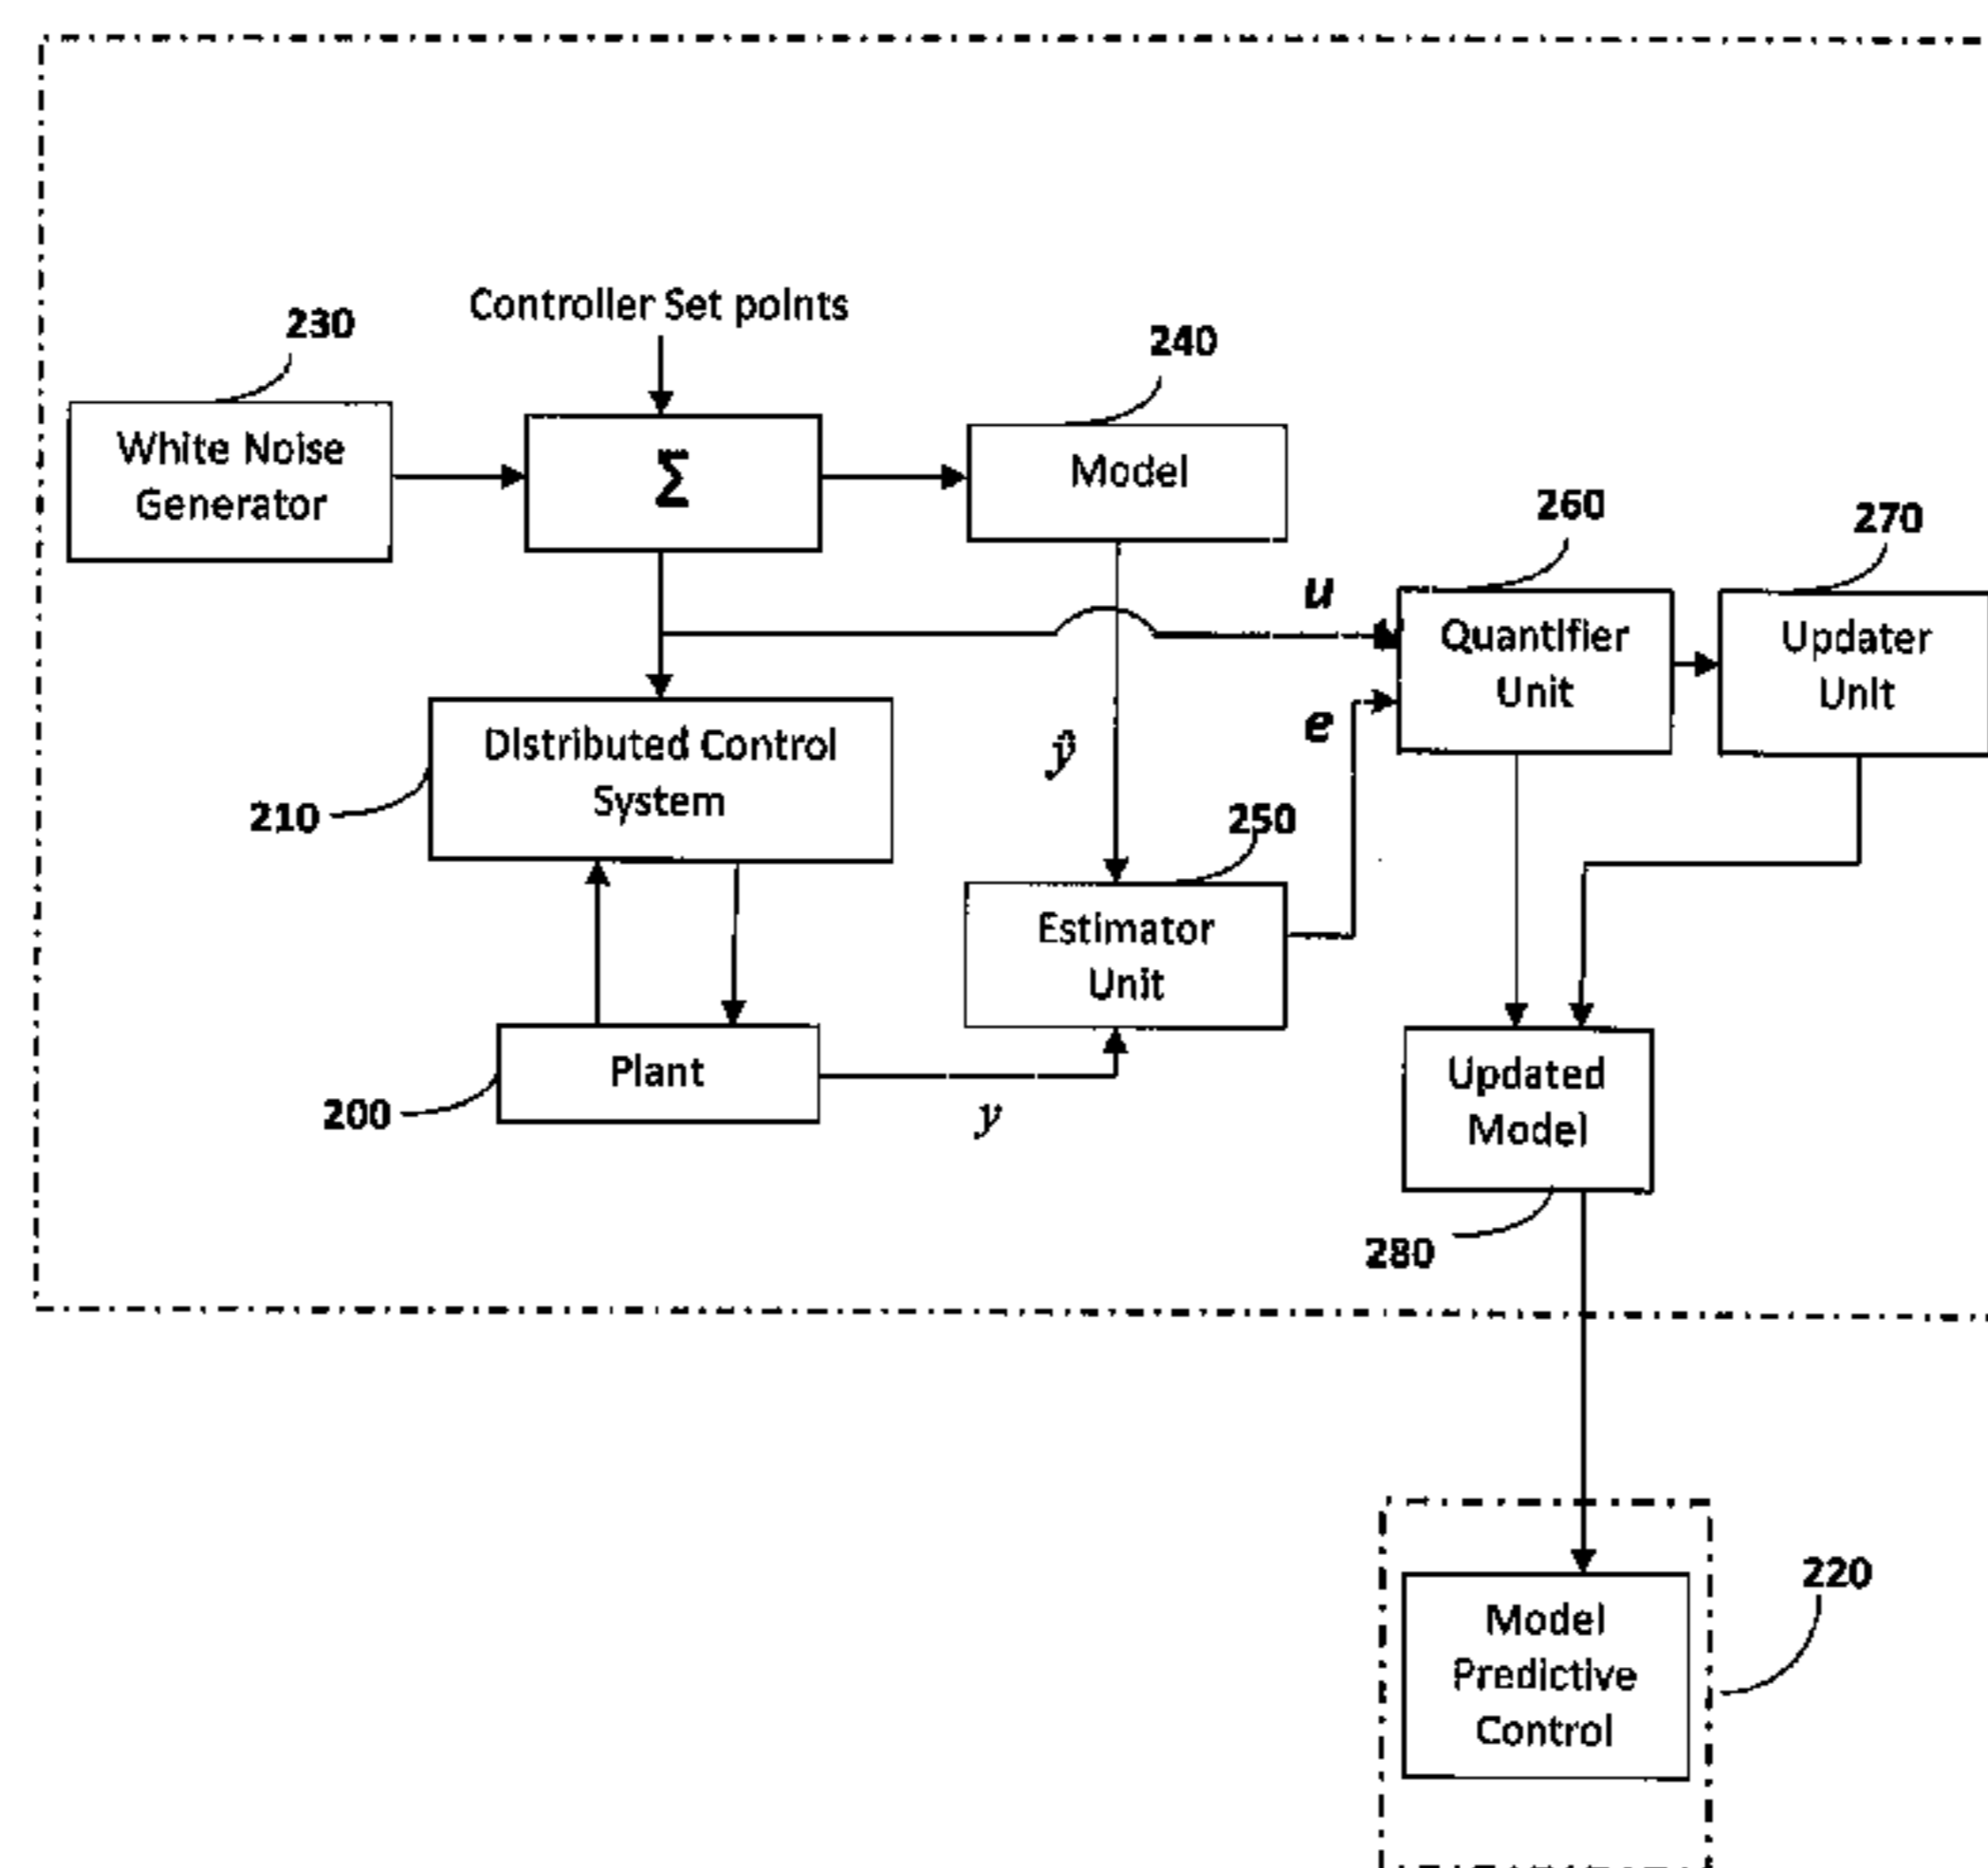 Controller Set points
230
240
White Noise
Generator
Σ
Model
260
270
u
Quantifier
Unit
Updater
Unit
e
Distributed Control
System
ŷ
210
250
Estimator
Unit
Plant
200
y
Updated
Model
280
220
Model
Predictive
Control